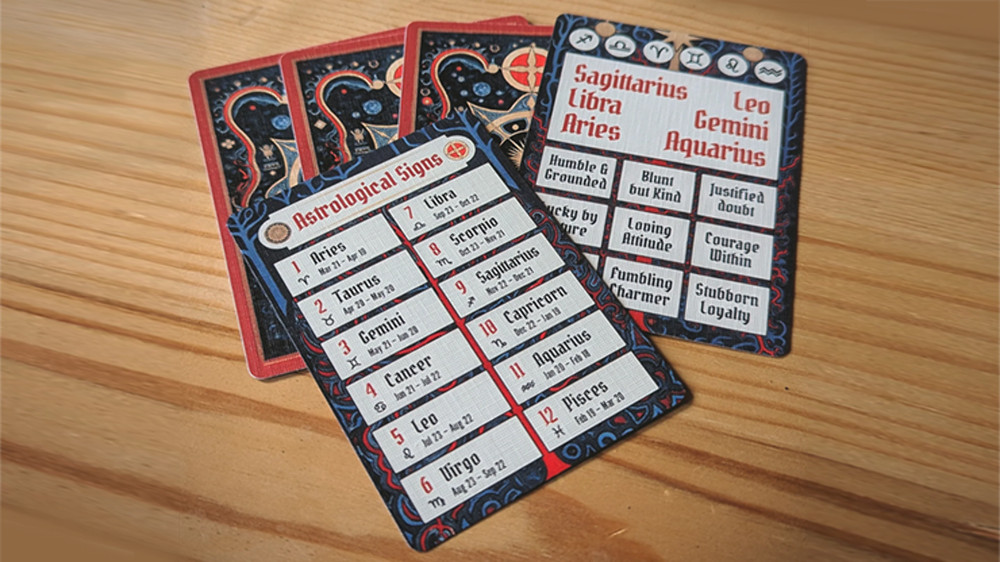 Sagittarius
Libra
Aries
Leo
Gemini
Aquarius
Humble &
Grounded
Blunt
but Kind
Justified
doubt
by
Loving
Attitude
Courage
Within
Fumbling
Charmer
Stubborn
Loyalty
Astrological Signs
1 Aries
Mar 21 - Apr 19
2 Taurus
Apr 20 - May 20
3 Gemini
May 21 - Jun 20
4 Cancer
Jun 21 - Jul 22
5 Leo
Jul 23 - Aug 22
6 Virgo
Aug 23 - Sep 22
7 Libra
Sep 23 - Oct 22
8 Scorpio
Oct 23 - Nov 21
9 Sagittarius
Nov 22 - Dec 21
10 Capricorn
Dec 22 - Jan 19
11 Aquarius
Jan 20 - Feb 18
12 Pisces
Feb 19 - Mar 20